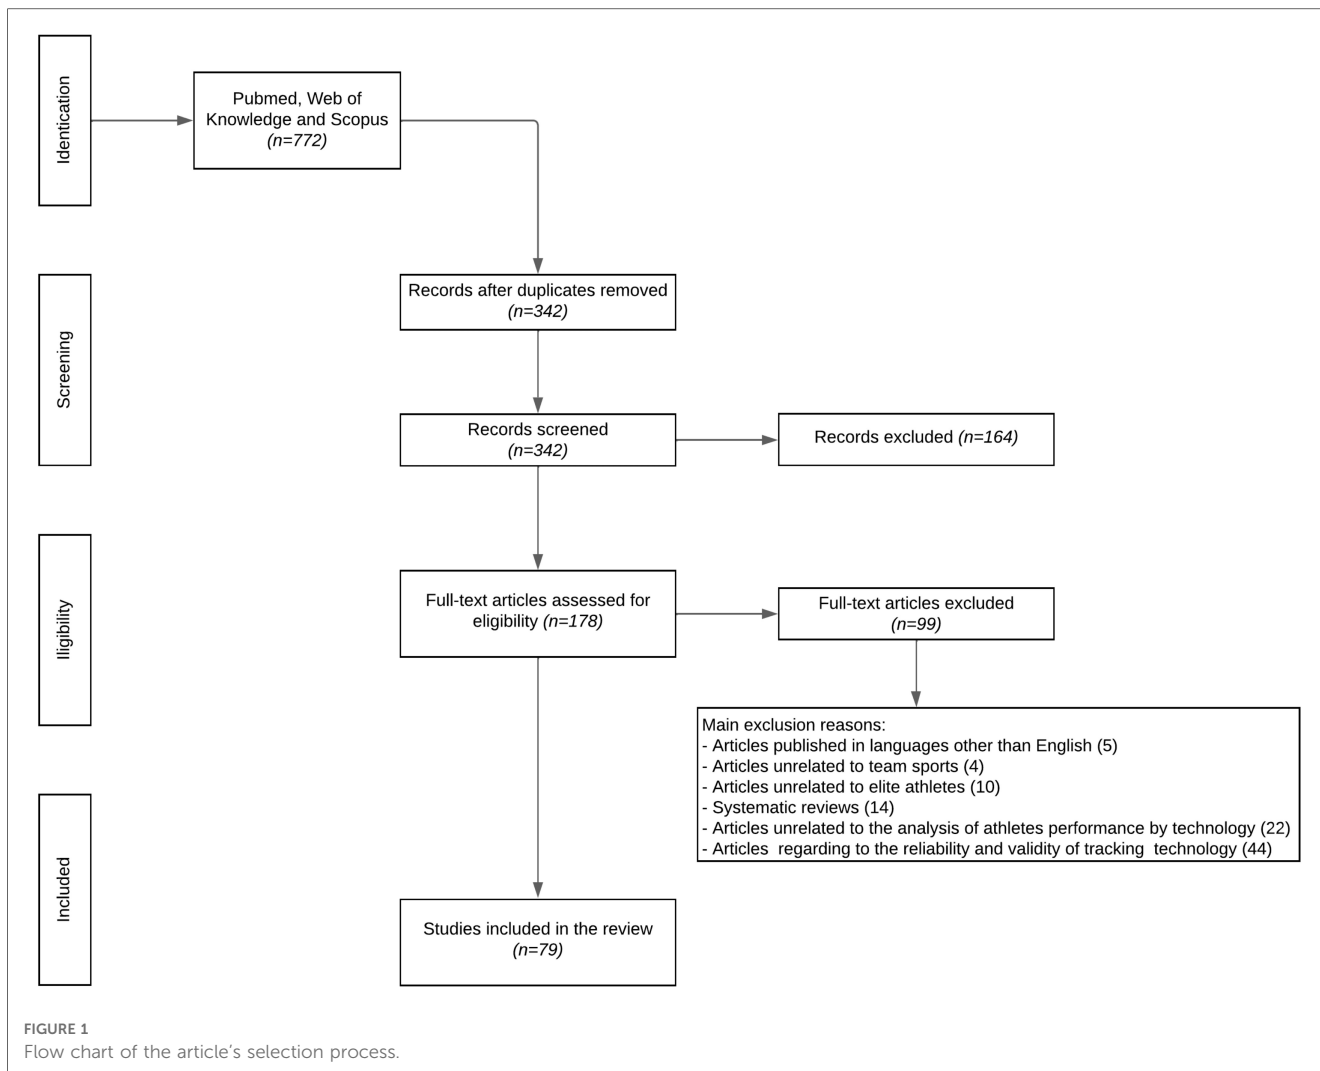 Identication
Pubmed, Web of
Knowledge and Scopus
(n=772)
Screening
Records after duplicates removed
(n=342)
Records screened
(n=342)
Records excluded (n=164)
Iligibility
Full-text articles assessed for
eligibility (n=178)
Full-text articles excluded
(n=99)
Main exclusion reasons:
- Articles published in languages other than English (5)
- Articles unrelated to team sports (4)
- Articles unrelated to elite athletes (10)
- Systematic reviews (14)
- Articles unrelated to the analysis of athletes performance by technology (22)
- Articles regarding to the reliability and validity of tracking technology (44)
Included
Studies included in the review
(n=79)
FIGURE 1
Flow chart of the article's selection process.